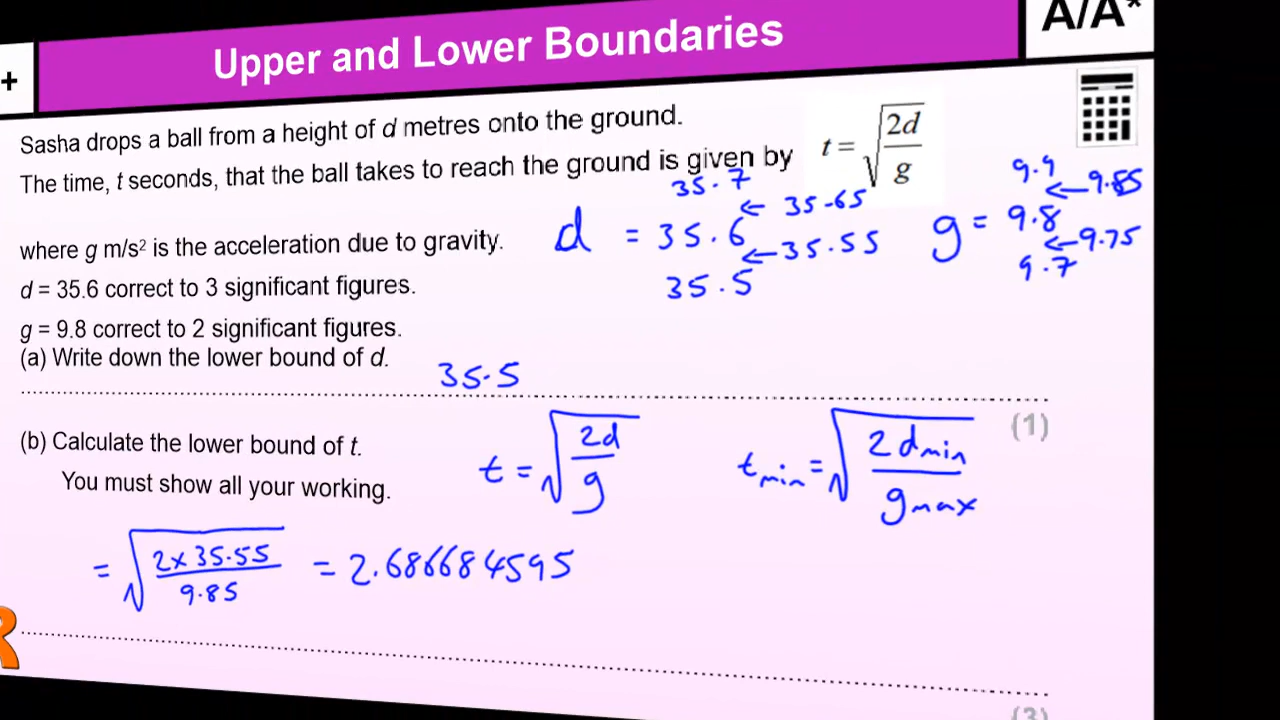 A/A*
Upper and Lower Boundaries
+
Sasha drops a ball from a height of d metres onto the ground.
The time, t seconds, that the ball takes to reach the ground is given by
t = √(2d/g)
where g m/s² is the acceleration due to gravity.
d = 35.6 correct to 3 significant figures.
g = 9.8 correct to 2 significant figures.
35.7
d = 35.6 ← 35.65
← 35.55
35.5
9.9
← 9.85
g = 9.8
← 9.75
9.7
(a) Write down the lower bound of d.
35.5
(1)
(b) Calculate the lower bound of t.
You must show all your working.
t = √(2d/g)
t min = √(2 d min/g max)
= √(2 x 35.55/9.85) = 2.686684595
R
(3)